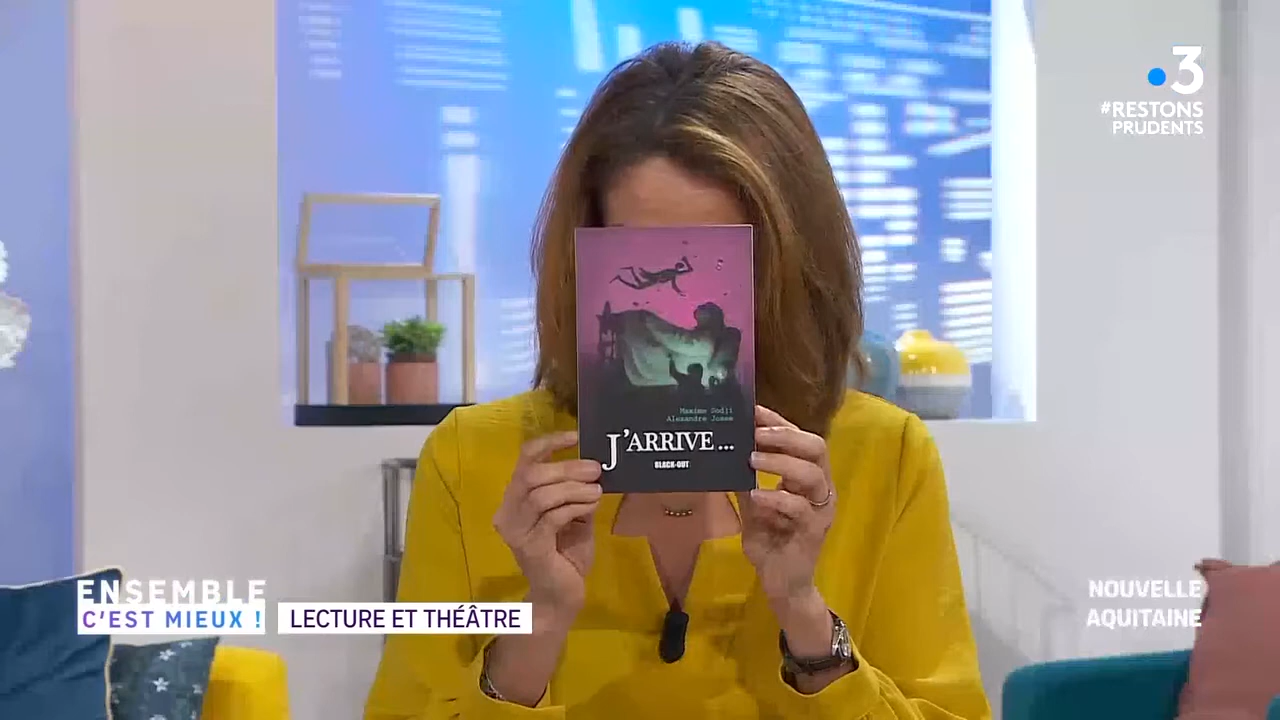 3
#RESTONS
PRUDENTS
Maxime Sodji
Alexandre Josse
J'ARRIVE...
BLACK-OUT
ENSEMBLE
C'EST MIEUX !
LECTURE ET THÉÂTRE
NOUVELLE
AQUITAINE